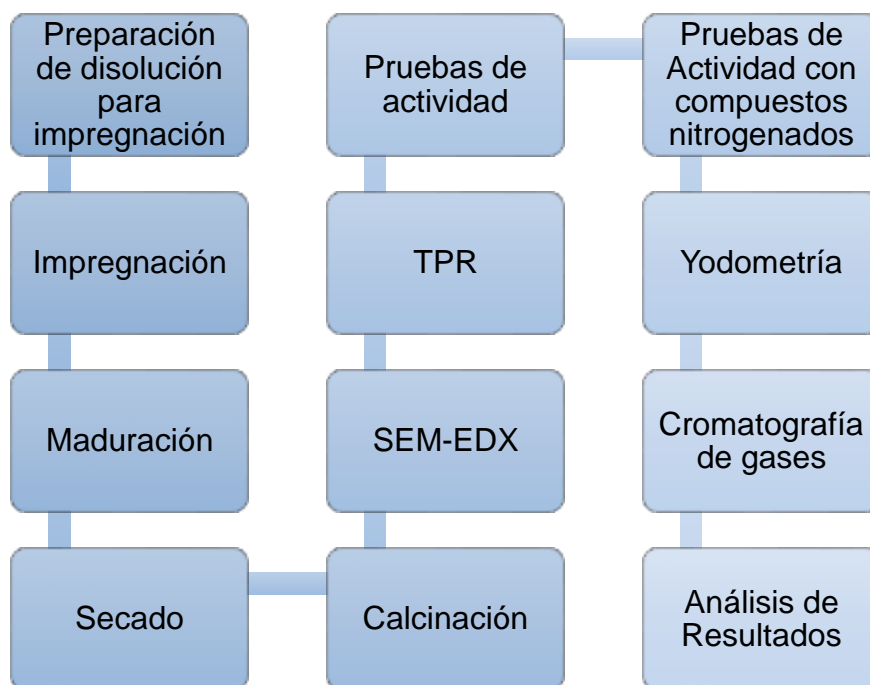 Preparación
de disolución
para
impregnación
Impregnación
Maduración
Secado
Calcinación
SEM-EDX
TPR
Pruebas de
actividad
Pruebas de
Actividad con
compuestos
nitrogenados
Yodometría
Cromatografía
de gases
Análisis de
Resultados